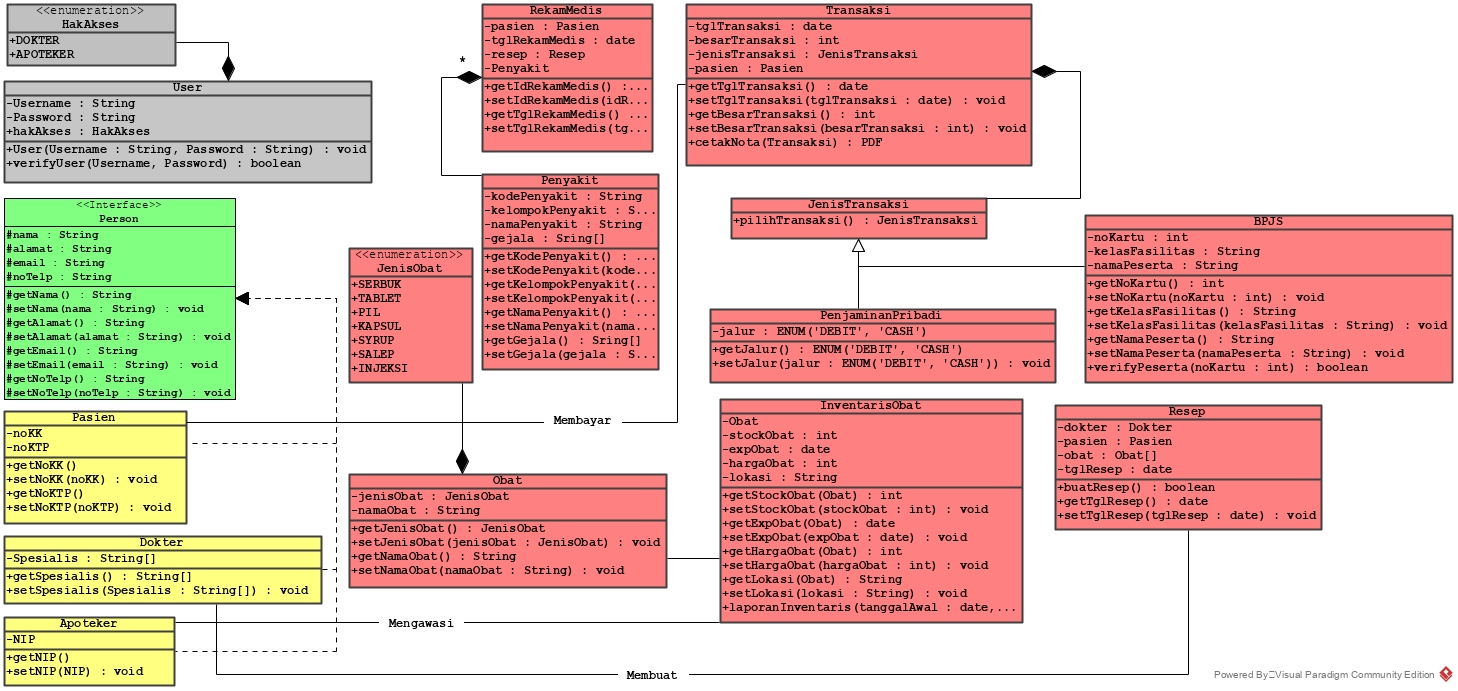 <<enumeration>>
HakAkses
+DOKTER
+APOTEKER
User
-Username : String
-Password : String
+hakAkses : HakAkses
+User(Username : String, Password : String) : void
+verifyUser(Username, Password) : boolean
<<Interface>>
Person
#nama : String
#alamat : String
#email : String
#noTelp : String
#getNama() : String
#setNama(nama : String) : void
#getAlamat() : String
#setAlamat(alamat : String) : void
#getEmail() : String
#setEmail(email : String) : void
#getNoTelp() : String
#setNoTelp(noTelp : String) : void
Pasien
-noKK
-noKTP
+getNoKK()
+setNoKK(noKK) : void
+getNoKTP()
+setNoKTP(noKTP) : void
Dokter
-Spesialis : String[]
+getSpesialis() : String[]
+setSpesialis(Spesialis : String[]) : void
Apoteker
-NIP
+getNIP()
+setNIP(NIP) : void
RekamMedis
-pasien : Pasien
-tglRekamMedis : date
-resep : Resep
-Penyakit
+getIdRekamMedis() :...
+setIdRekamMedis(idR...
+getTglRekamMedis() ...
+setTglRekamMedis(tg...
*
Penyakit
-kodePenyakit : String
-kelompokPenyakit : S...
-namaPenyakit : String
-gejala : Sring[]
+getKodePenyakit() : ...
+setKodePenyakit(kode...
+getKelompokPenyakit(...
+setKelompokPenyakit(...
+getNamaPenyakit() : ...
+setNamaPenyakit(nama...
+getGejala() : Sring[]
+setGejala(gejala : S...
<<enumeration>>
JenisObat
+SERBUK
+TABLET
+PIL
+KAPSUL
+SYRUP
+SALEP
+INJEKSI
Obat
-jenisObat : JenisObat
-namaObat : String
+getJenisObat() : JenisObat
+setJenisObat(jenisObat : JenisObat) : void
+getNamaObat() : String
+setNamaObat(namaObat : String) : void
Transaksi
-tglTransaksi : date
-besarTransaksi : int
-jenisTransaksi : JenisTransaksi
-pasien : Pasien
+getTglTransaksi() : date
+setTglTransaksi(tglTransaksi : date) : void
+getBesarTransaksi() : int
+setBesarTransaksi(besarTransaksi : int) : void
+cetakNota(Transaksi) : PDF
JenisTransaksi
+pilihTransaksi() : JenisTransaksi
PenjaminanPribadi
-jalur : ENUM('DEBIT', 'CASH')
+getJalur() : ENUM('DEBIT', 'CASH')
+setJalur(jalur : ENUM('DEBIT', 'CASH')) : void
BPJS
-noKartu : int
-kelasFasilitas : String
-namaPeserta : String
+getNoKartu() : int
+setNoKartu(noKartu : int) : void
+getKelasFasilitas() : String
+setKelasFasilitas(kelasFasilitas : String) : void
+getNamaPeserta() : String
+setNamaPeserta(namaPeserta : String) : void
+verifyPeserta(noKartu : int) : boolean
InventarisObat
-Obat
-stockObat : int
-expObat : date
-hargaObat : int
-lokasi : String
+getStockObat(Obat) : int
+setStockObat(stockObat : int) : void
+getExpObat(Obat) : date
+setExpObat(expObat : date) : void
+getHargaObat(Obat) : int
+setHargaObat(hargaObat : int) : void
+getLokasi(Obat) : String
+setLokasi(lokasi : String) : void
+laporanInventaris(tanggalAwal : date,...
Resep
-dokter : Dokter
-pasien : Pasien
-obat : Obat[]
-tglResep : date
+buatResep() : boolean
+getTglResep() : date
+setTglResep(tglResep : date) : void
Membayar
Mengawasi
Membuat
Powered By Visual Paradigm Community Edition